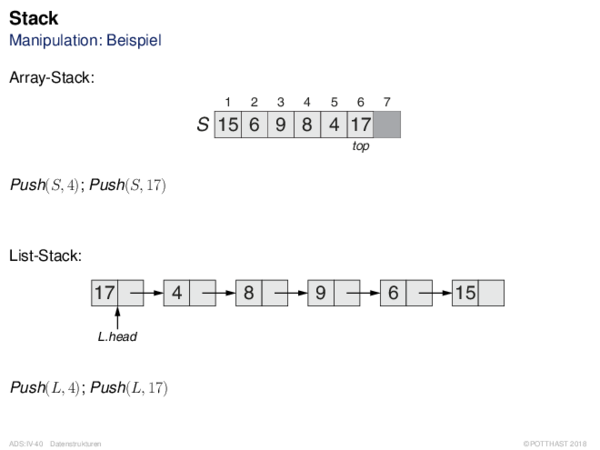 Stack
Manipulation: Beispiel
Array-Stack:
1 2 3 4 5 6 7
S 15 6 9 8 4 17
top
Push(S, 4); Push(S, 17)
List-Stack:
17 4 8 9 6 15
L.head
Push(L, 4); Push(L, 17)
ADS:IV-40 Datenstrukturen ©POTTHAST 2018